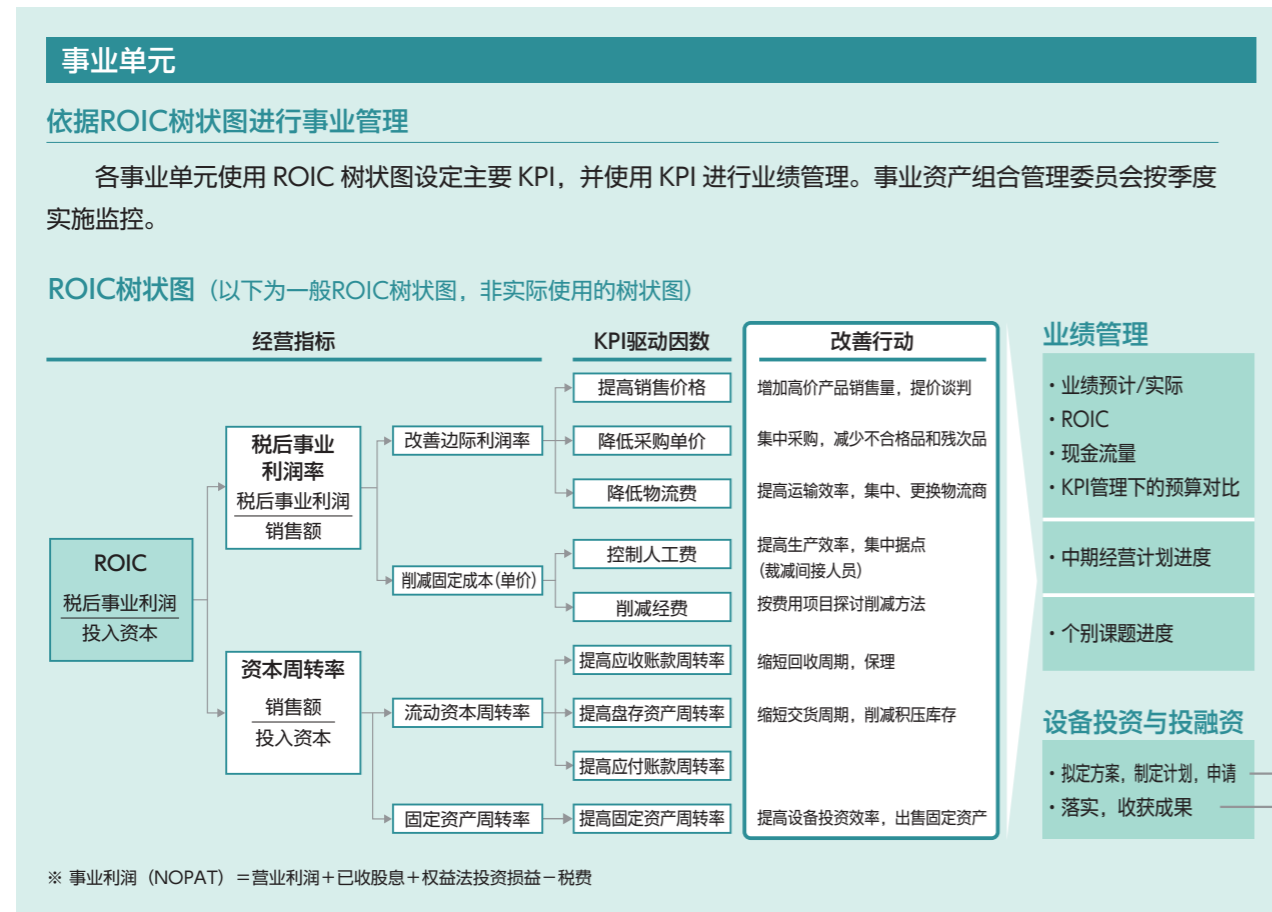 事业单元
依据ROIC树状图进行事业管理
各事业单元使用 ROIC 树状图设定主要 KPI，并使用 KPI 进行业绩管理。事业资产组合管理委员会按季度
实施监控。
ROIC树状图（以下为一般ROIC树状图，非实际使用的树状图）
经营指标
KPI驱动因数
改善行动
ROIC
税后事业利润
投入资本
税后事业
利润率
税后事业利润
销售额
资本周转率
销售额
投入资本
改善边际利润率
削减固定成本(单价)
流动资本周转率
固定资产周转率
提高销售价格
增加高价产品销售量，提价谈判
降低采购单价
集中采购，减少不合格品和残次品
降低物流费
提高运输效率，集中、更换物流商
控制人工费
提高生产效率，集中据点
(裁减间接人员)
削减经费
按费用项目探讨削减方法
提高应收账款周转率
缩短回收周期，保理
提高盘存资产周转率
缩短交货周期，削减积压库存
提高应付账款周转率
提高固定资产周转率
提高设备投资效率，出售固定资产
业绩管理
・业绩预计/实际
・ROIC
・现金流量
・KPI管理下的预算对比
・中期经营计划进度
・个别课题进度
设备投资与投融资
・拟定方案，制定计划，申请
・落实，收获成果
※ 事业利润（NOPAT）＝营业利润＋已收股息＋权益法投资损益－税费